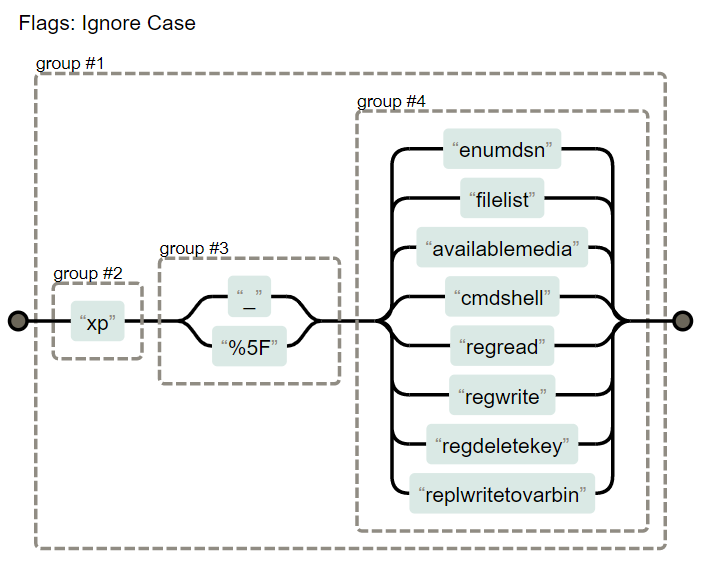 Flags: Ignore Case
group #1
group #4
“enumdsn”
“filelist”
group #3
“availablemedia”
group #2
“_”
“cmdshell”
“xp”
“%5F”
“regread”
“regwrite”
“regdeletekey”
“replwritetovarbin”